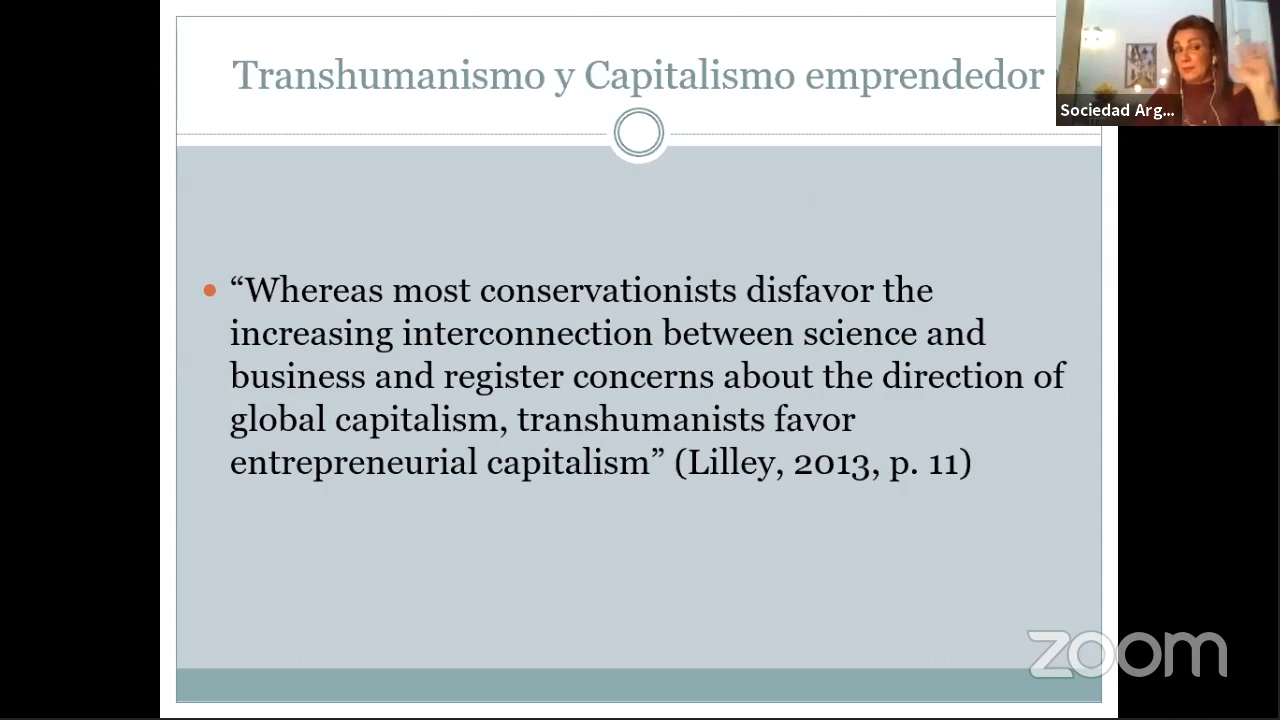 Transhumanismo y Capitalismo emprendedor
Sociedad Arg...
“Whereas most conservationists disfavor the
increasing interconnection between science and
business and register concerns about the direction of
global capitalism, transhumanists favor
entrepreneurial capitalism” (Lilley, 2013, p. 11)
zoom